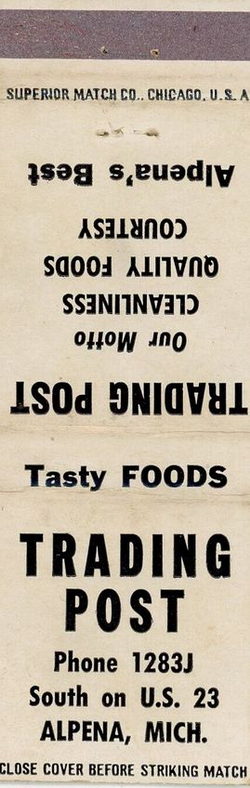 SUPERIOR MATCH CO., CHICAGO, U.S.A
TRADING POST
Our Motto
CLEANLINESS
QUALITY FOODS
COURTESY
Alpena's Best
Tasty FOODS
TRADING
POST
Phone 1283J
South on U.S. 23
ALPENA, MICH.
CLOSE COVER BEFORE STRIKING MATCH